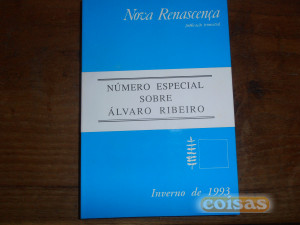 Nova Renascença
NÚMERO ESPECIAL
SOBRE
ÁLVARO RIBEIRO
Inverno de 1993
coisas